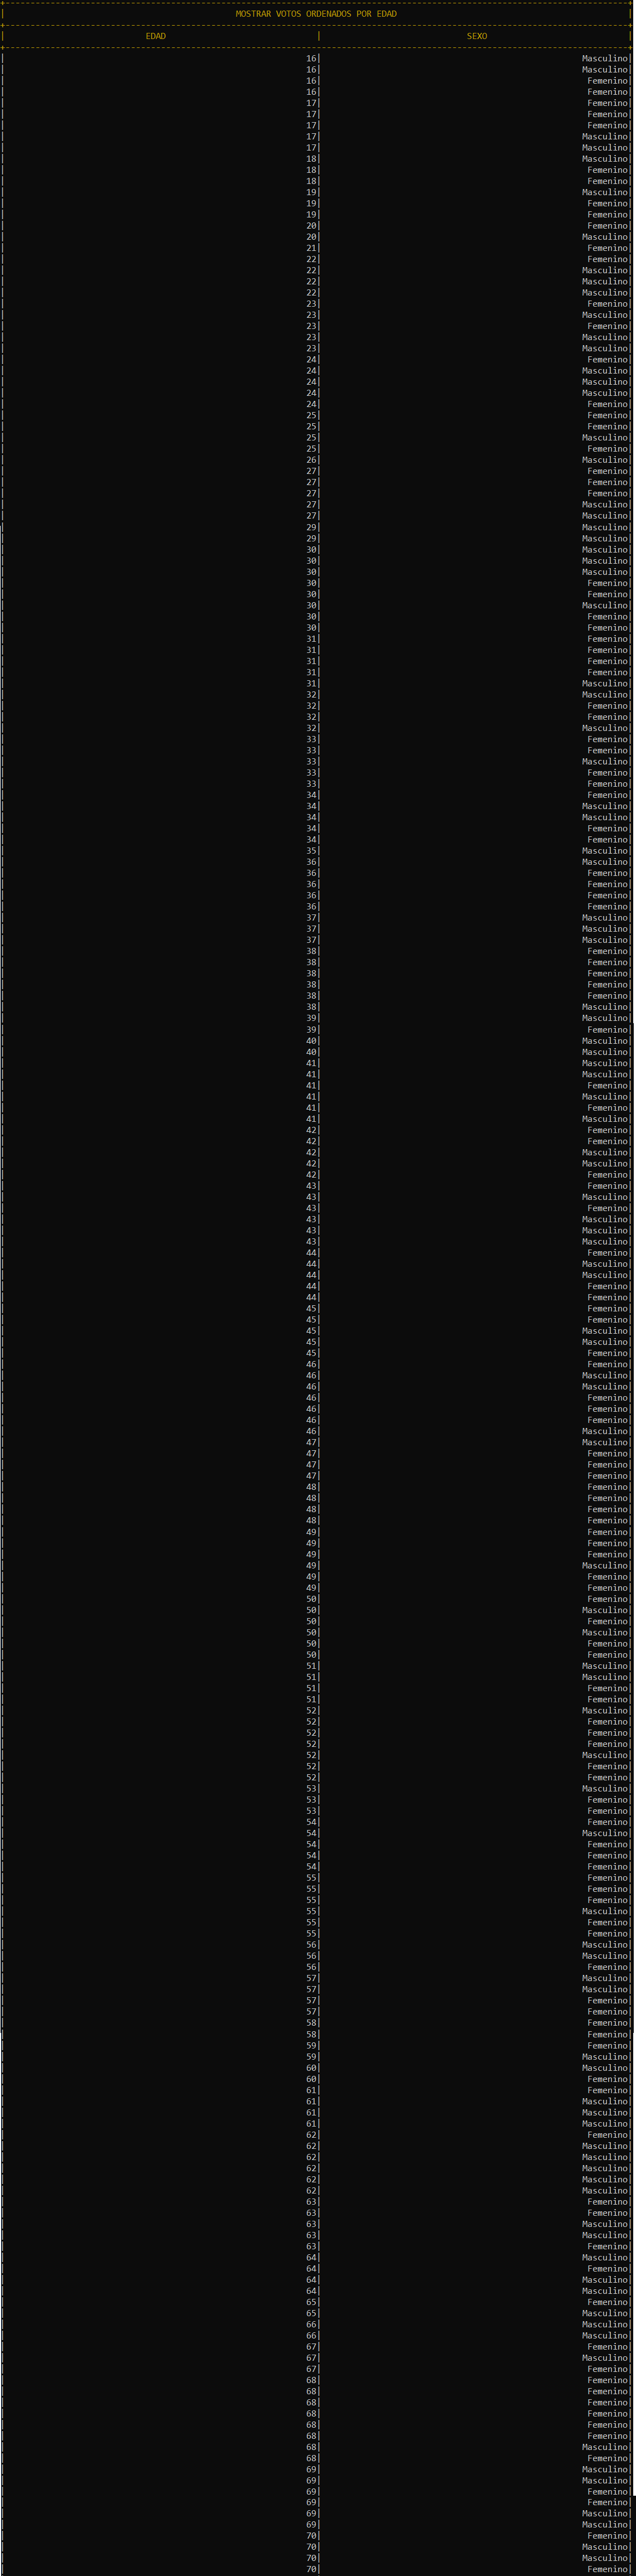 MOSTRAR VOTOS ORDENADOS POR EDAD
EDAD | SEXO
16| Masculino|
16| Masculino|
16| Femenino|
16| Femenino|
17| Femenino|
17| Femenino|
17| Femenino|
17| Masculino|
17| Masculino|
18| Masculino|
18| Femenino|
18| Femenino|
19| Masculino|
19| Femenino|
19| Femenino|
20| Femenino|
20| Masculino|
21| Femenino|
22| Femenino|
22| Masculino|
22| Masculino|
22| Masculino|
23| Femenino|
23| Masculino|
23| Femenino|
23| Masculino|
23| Masculino|
24| Femenino|
24| Masculino|
24| Masculino|
24| Masculino|
24| Femenino|
25| Femenino|
25| Femenino|
25| Masculino|
25| Femenino|
26| Masculino|
27| Femenino|
27| Femenino|
27| Femenino|
27| Masculino|
27| Masculino|
29| Masculino|
29| Masculino|
30| Masculino|
30| Masculino|
30| Masculino|
30| Femenino|
30| Femenino|
30| Masculino|
30| Femenino|
30| Femenino|
31| Femenino|
31| Femenino|
31| Femenino|
31| Femenino|
31| Masculino|
32| Masculino|
32| Femenino|
32| Femenino|
32| Masculino|
33| Femenino|
33| Femenino|
33| Masculino|
33| Femenino|
33| Femenino|
34| Femenino|
34| Masculino|
34| Masculino|
34| Femenino|
34| Femenino|
35| Masculino|
36| Masculino|
36| Femenino|
36| Femenino|
36| Femenino|
36| Femenino|
37| Masculino|
37| Masculino|
37| Masculino|
38| Femenino|
38| Femenino|
38| Femenino|
38| Femenino|
38| Femenino|
38| Masculino|
39| Masculino|
39| Femenino|
40| Masculino|
40| Masculino|
41| Masculino|
41| Masculino|
41| Femenino|
41| Masculino|
41| Femenino|
41| Masculino|
42| Femenino|
42| Femenino|
42| Masculino|
42| Masculino|
42| Femenino|
43| Femenino|
43| Masculino|
43| Femenino|
43| Masculino|
43| Masculino|
43| Masculino|
44| Femenino|
44| Masculino|
44| Masculino|
44| Femenino|
44| Femenino|
45| Femenino|
45| Femenino|
45| Masculino|
45| Masculino|
45| Femenino|
46| Femenino|
46| Masculino|
46| Masculino|
46| Femenino|
46| Femenino|
46| Femenino|
46| Masculino|
47| Masculino|
47| Femenino|
47| Femenino|
47| Femenino|
48| Femenino|
48| Femenino|
48| Femenino|
48| Femenino|
49| Femenino|
49| Femenino|
49| Femenino|
49| Masculino|
49| Femenino|
49| Femenino|
50| Femenino|
50| Masculino|
50| Femenino|
50| Masculino|
50| Femenino|
50| Femenino|
51| Masculino|
51| Masculino|
51| Femenino|
51| Femenino|
52| Masculino|
52| Femenino|
52| Femenino|
52| Femenino|
52| Masculino|
52| Femenino|
52| Femenino|
53| Masculino|
53| Femenino|
53| Femenino|
54| Femenino|
54| Masculino|
54| Femenino|
54| Femenino|
54| Femenino|
55| Femenino|
55| Femenino|
55| Femenino|
55| Masculino|
55| Femenino|
55| Femenino|
56| Masculino|
56| Masculino|
56| Femenino|
57| Masculino|
57| Masculino|
57| Femenino|
57| Femenino|
58| Femenino|
58| Femenino|
59| Femenino|
59| Masculino|
60| Masculino|
60| Femenino|
61| Femenino|
61| Masculino|
61| Masculino|
61| Masculino|
62| Femenino|
62| Masculino|
62| Masculino|
62| Masculino|
62| Masculino|
62| Masculino|
63| Femenino|
63| Femenino|
63| Masculino|
63| Masculino|
63| Femenino|
64| Masculino|
64| Femenino|
64| Masculino|
64| Masculino|
65| Femenino|
65| Masculino|
66| Masculino|
66| Masculino|
67| Femenino|
67| Masculino|
67| Femenino|
68| Femenino|
68| Femenino|
68| Femenino|
68| Femenino|
68| Femenino|
68| Femenino|
68| Masculino|
68| Femenino|
69| Masculino|
69| Masculino|
69| Femenino|
69| Femenino|
69| Masculino|
69| Masculino|
70| Femenino|
70| Masculino|
70| Masculino|
70| Femenino|